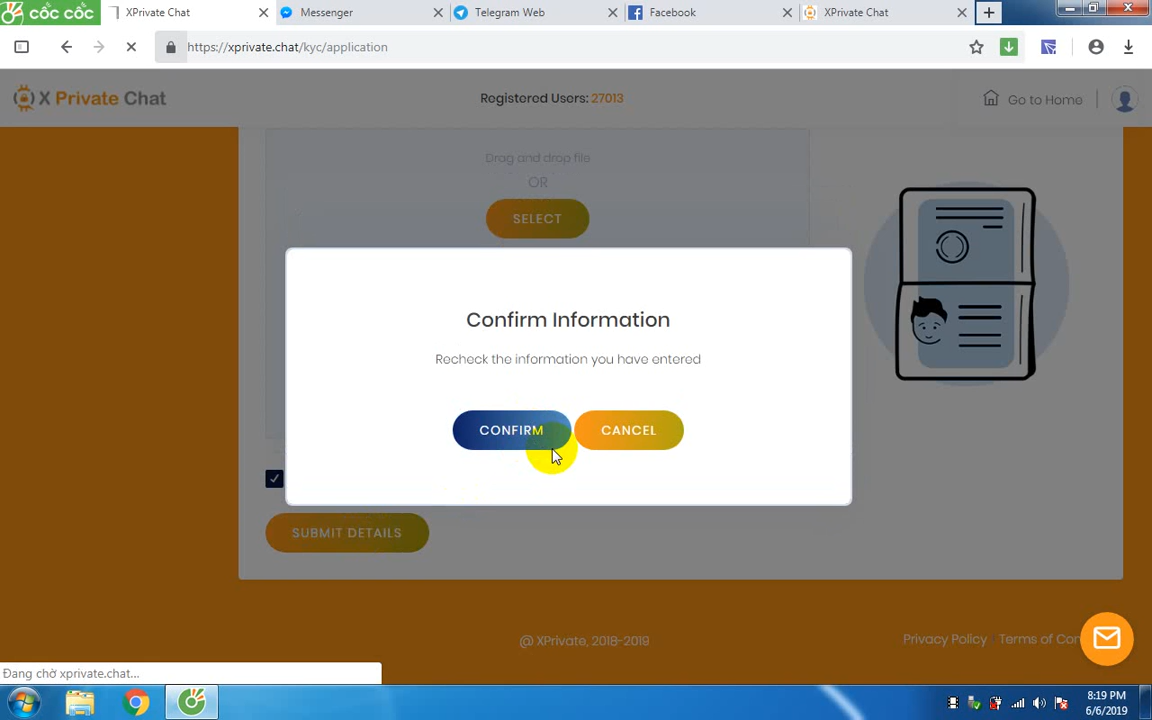 CỐC CỐC
XPrivate Chat
Messenger
Telegram Web
Facebook
XPrivate Chat
https://xprivate.chat/kyc/application
X Private Chat
Registered Users: 27013
Go to Home
Drag and drop file
OR
SELECT
Confirm Information
Recheck the information you have entered
CONFIRM
CANCEL
SUBMIT DETAILS
@ XPrivate, 2018-2019
Privacy Policy
Terms of Con
Đang chờ xprivate.chat...
8:19 PM
6/6/2019